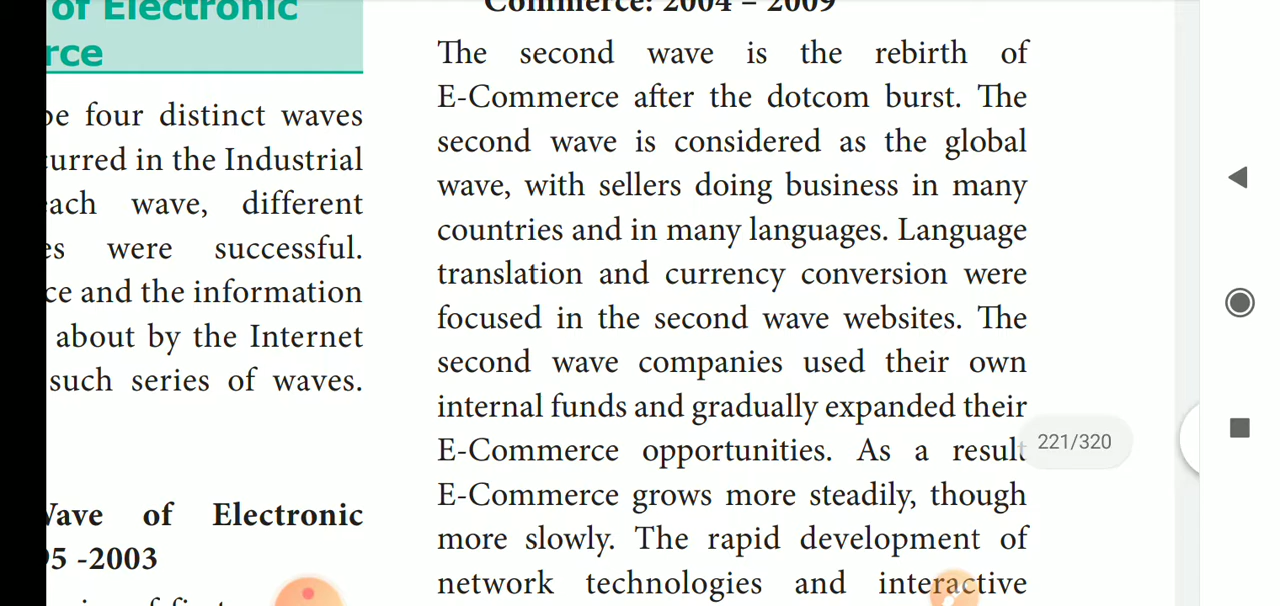 of Electronic
rce
be four distinct waves
curred in the Industrial
each wave, different
es were successful.
ce and the information
about by the Internet
such series of waves.
Wave of Electronic
95 -2003
Commerce: 2004 – 2009
The second wave is the rebirth of
E-Commerce after the dotcom burst. The
second wave is considered as the global
wave, with sellers doing business in many
countries and in many languages. Language
translation and currency conversion were
focused in the second wave websites. The
second wave companies used their own
internal funds and gradually expanded their
E-Commerce opportunities. As a result
E-Commerce grows more steadily, though
more slowly. The rapid development of
network technologies and interactive
221/320